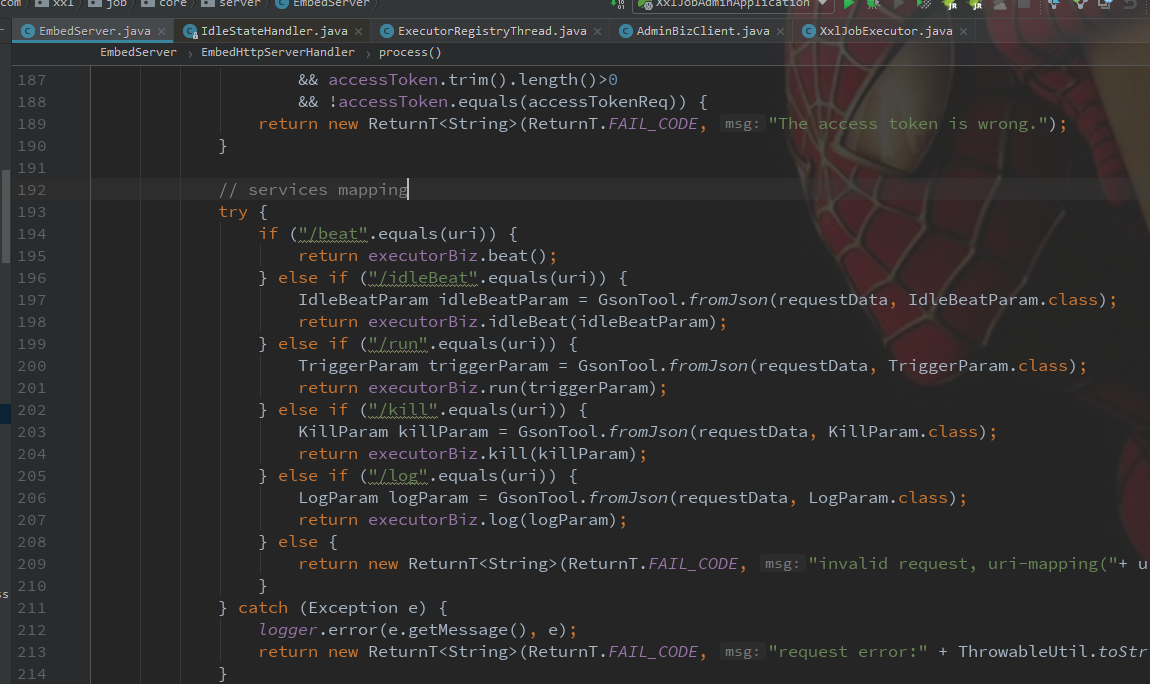 com xxl job core server EmbedServer XxlJobAdminApplication
EmbedServer.java IdleStateHandler.java ExecutorRegistryThread.java AdminBizClient.java XxlJobExecutor.java
EmbedServer EmbedHttpServerHandler process()
187 && accessToken.trim().length()>0
188 && !accessToken.equals(accessTokenReq)) {
189 return new ReturnT<String>(ReturnT.FAIL_CODE, msg: "The access token is wrong.");
190 }
191
192 // services mapping
193 try {
194 if ("/beat".equals(uri)) {
195 return executorBiz.beat();
196 } else if ("/idleBeat".equals(uri)) {
197 IdleBeatParam idleBeatParam = GsonTool.fromJson(requestData, IdleBeatParam.class);
198 return executorBiz.idleBeat(idleBeatParam);
199 } else if ("/run".equals(uri)) {
200 TriggerParam triggerParam = GsonTool.fromJson(requestData, TriggerParam.class);
201 return executorBiz.run(triggerParam);
202 } else if ("/kill".equals(uri)) {
203 KillParam killParam = GsonTool.fromJson(requestData, KillParam.class);
204 return executorBiz.kill(killParam);
205 } else if ("/log".equals(uri)) {
206 LogParam logParam = GsonTool.fromJson(requestData, LogParam.class);
207 return executorBiz.log(logParam);
208 } else {
209 return new ReturnT<String>(ReturnT.FAIL_CODE, msg: "invalid request, uri-mapping("+ u
210 }
211 } catch (Exception e) {
212 logger.error(e.getMessage(), e);
213 return new ReturnT<String>(ReturnT.FAIL_CODE, msg: "request error:" + ThrowableUtil.toStr
214 }